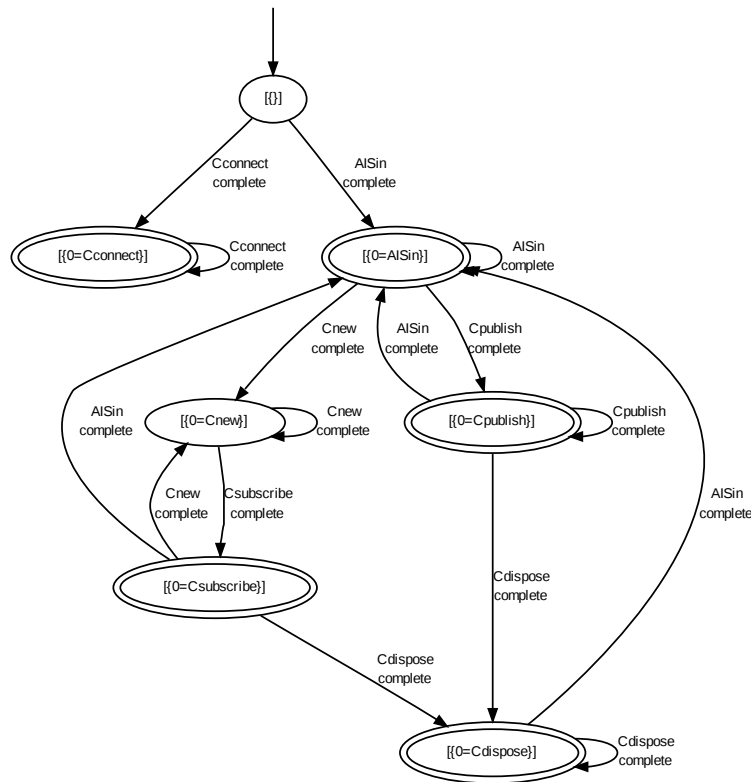 [{}]
Cconnect
complete
AISin
complete
[{0=Cconnect}]
Cconnect
complete
[{0=AISin}]
AISin
complete
Cnew
complete
AISin
complete
Cpublish
complete
AISin
complete
[{0=Cnew}]
Cnew
complete
[{0=Cpublish}]
Cpublish
complete
Cnew
complete
Csubscribe
complete
AISin
complete
[{0=Csubscribe}]
Cdispose
complete
Cdispose
complete
[{0=Cdispose}]
Cdispose
complete